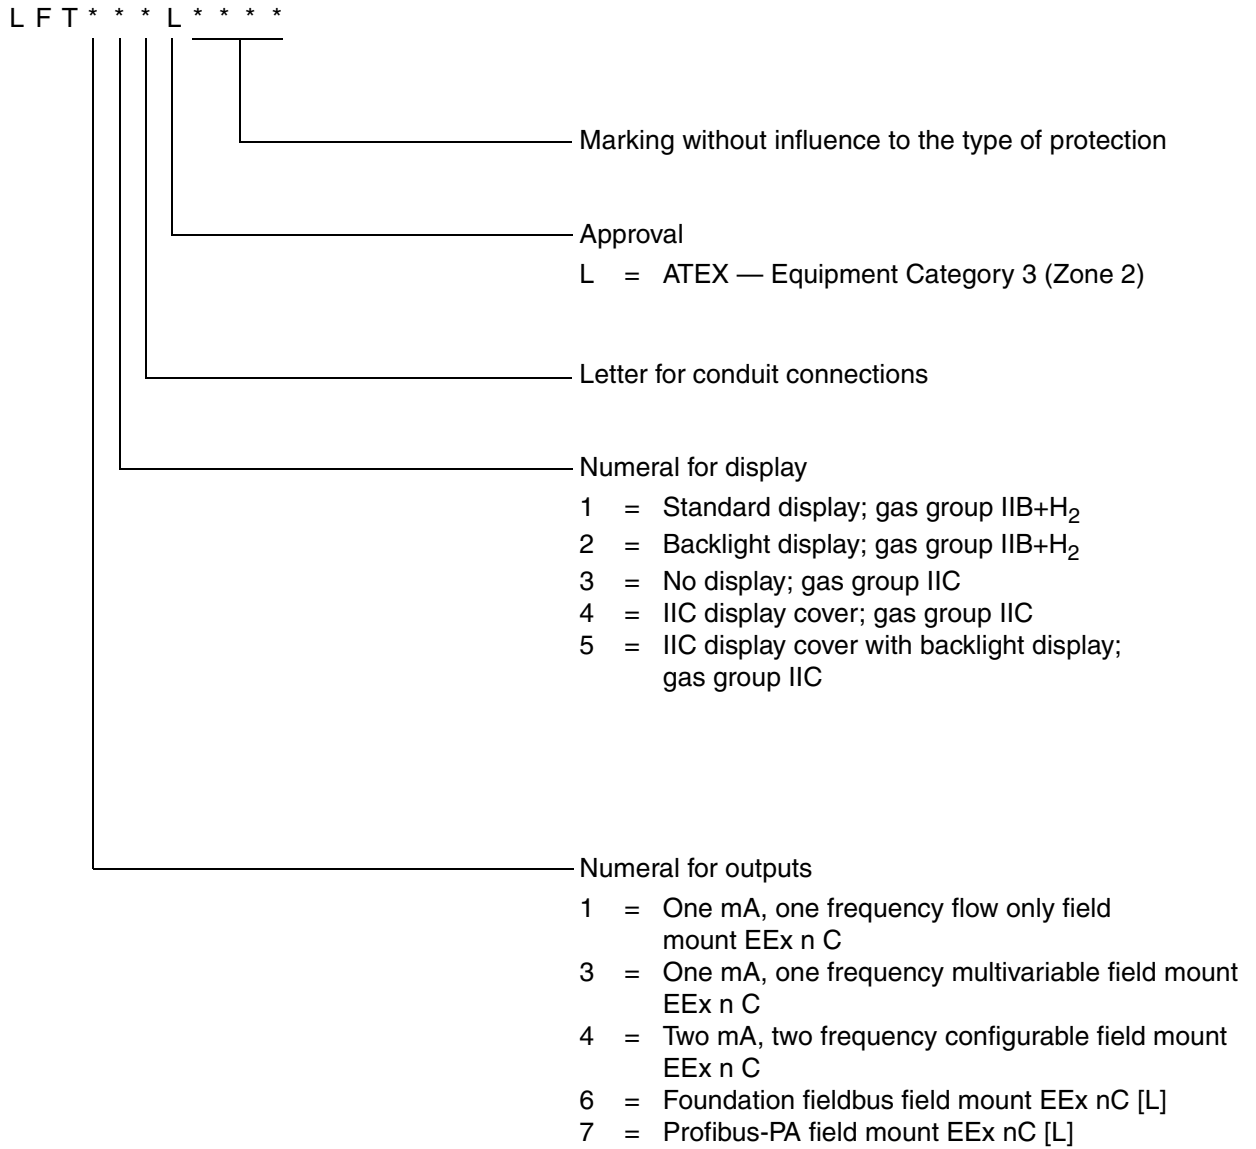 L F T * * * L * * * *
Marking without influence to the type of protection
Approval
L = ATEX — Equipment Category 3 (Zone 2)
Letter for conduit connections
Numeral for display
1 = Standard display; gas group IIB+H2
2 = Backlight display; gas group IIB+H2
3 = No display; gas group IIC
4 = IIC display cover; gas group IIC
5 = IIC display cover with backlight display;
gas group IIC
Numeral for outputs
1 = One mA, one frequency flow only field
mount EEx n C
3 = One mA, one frequency multivariable field mount
EEx n C
4 = Two mA, two frequency configurable field mount
EEx n C
6 = Foundation fieldbus field mount EEx nC [L]
7 = Profibus-PA field mount EEx nC [L]